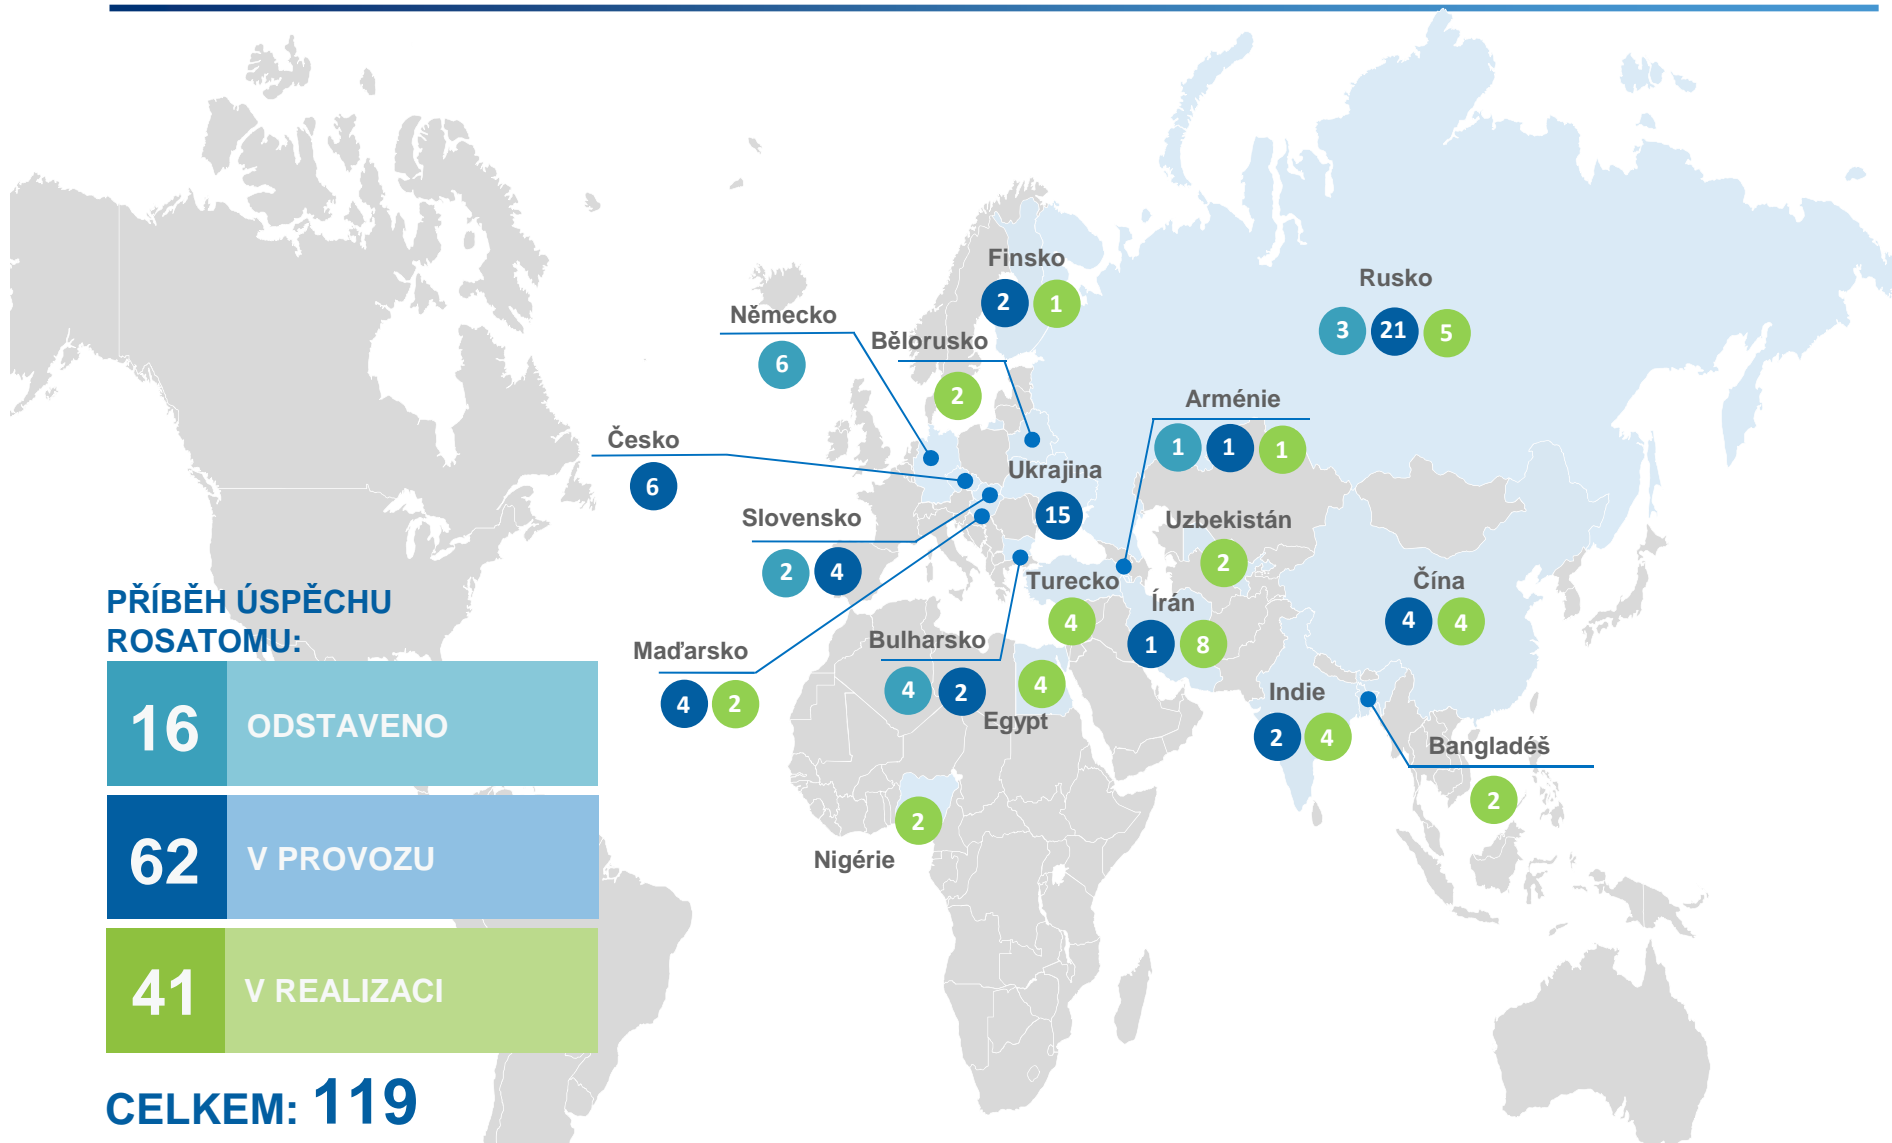 Finsko
2 1
Rusko
3 21 5
Německo
6
Bělorusko
2
Arménie
1 1 1
Česko
6
Ukrajina
15
Slovensko
2 4
Uzbekistán
2
Turecko
4
Írán
1 8
Čína
4 4
Maďarsko
4 2
Bulharsko
4 2
4
Egypt
Indie
2 4
Bangladéš
2
2
Nigérie
PŘÍBĚH ÚSPĚCHU
ROSATOMU:
16 ODSTAVENO
62 V PROVOZU
41 V REALIZACI
CELKEM: 119